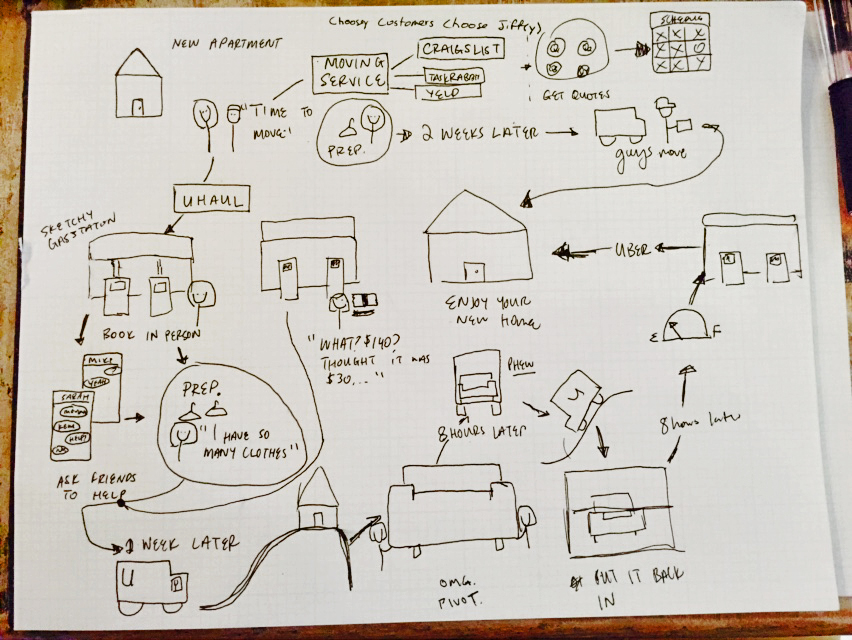 Choosy Customers Choose Jiff(y)
NEW APARTMENT
MOVING
SERVICE
CRAIGSLIST
TASKRABBIT
YELP
GET QUOTES
SCHEDULE
X X X
X X O
X X X
"TIME TO
MOVE"
PREP.
2 WEEKS LATER
guys move
UHAUL
SKETCHY
GAS STATION
BOOK IN PERSON
"WHAT? $140?
THOUGHT IT WAS
$30,..."
ENJOY YOUR
NEW HOME
UBER
E F
MIKE
YEAH
SARAH
ASK FRIENDS
TO HELP
PREP.
"I HAVE SO
MANY CLOTHES"
PHEW
8 HOURS LATER
8 hours later
1 WEEK LATER
U
OMG.
PIVOT.
PUT IT BACK
IN